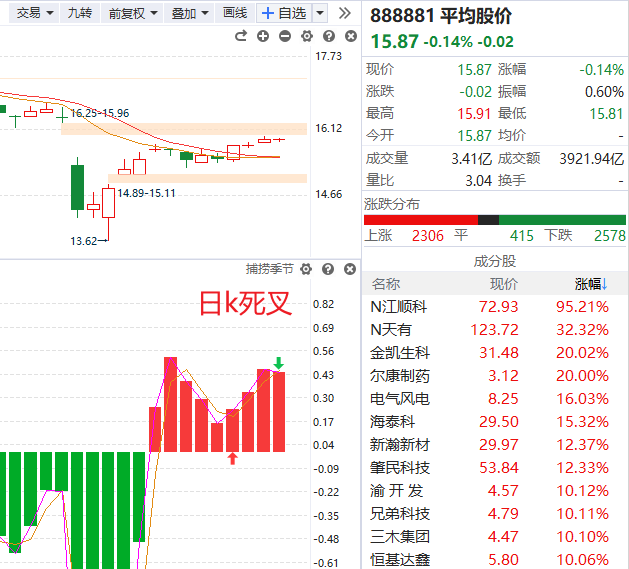 交易 九转 前复权 叠加 画线 自选
17.73
16.25-15.96
16.12
14.89-15.11
14.66
13.62
捕捞季节
日k死叉
0.82
0.69
0.56
0.43
0.30
0.17
0.04
-0.09
-0.22
-0.35
-0.48
-0.61
888881 平均股价
15.87 -0.14% -0.02
现价 15.87 涨幅 -0.14%
涨跌 -0.02 振幅 0.60%
最高 15.91 最低 15.81
今开 15.87 均价 -
成交量 3.41亿 成交额 3921.94亿
量比 3.04 换手 -
涨跌分布
上涨 2306 平 415 下跌 2578
成分股
名称 现价 涨幅↓
N江顺科 72.93 95.21%
N天有 123.72 32.32%
金凯生科 31.48 20.02%
尔康制药 3.12 20.00%
电气风电 8.25 16.03%
海泰科 29.50 15.32%
新瀚新材 29.97 12.37%
肇民科技 53.84 12.33%
渝 开 发 4.57 10.12%
兄弟科技 4.79 10.11%
三木集团 4.47 10.10%
恒基达鑫 5.80 10.06%